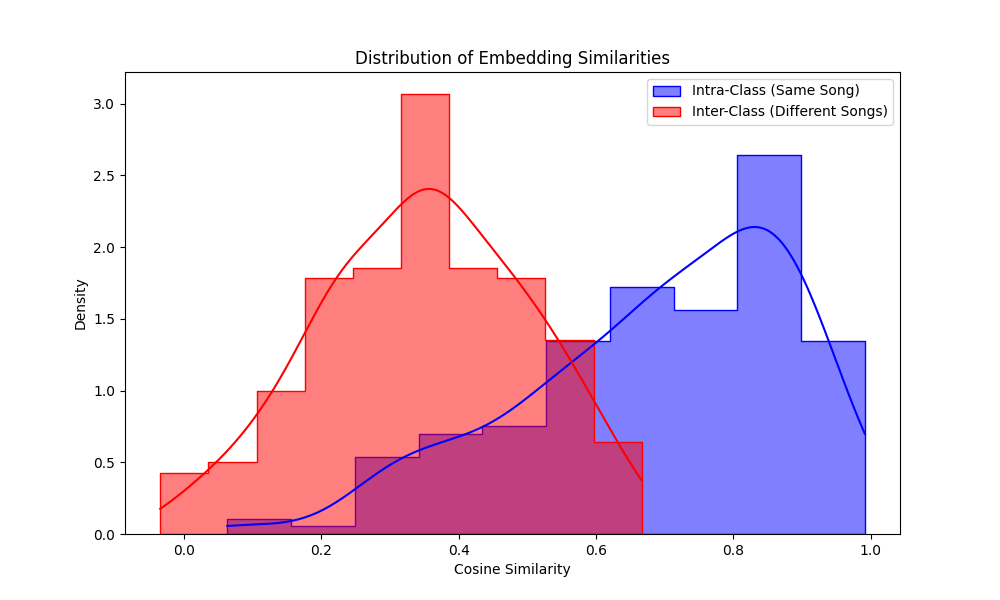 Distribution of Embedding Similarities
Intra-Class (Same Song)
Inter-Class (Different Songs)
3.0
2.5
2.0
1.5
1.0
0.5
0.0
Density
0.0 0.2 0.4 0.6 0.8 1.0
Cosine Similarity